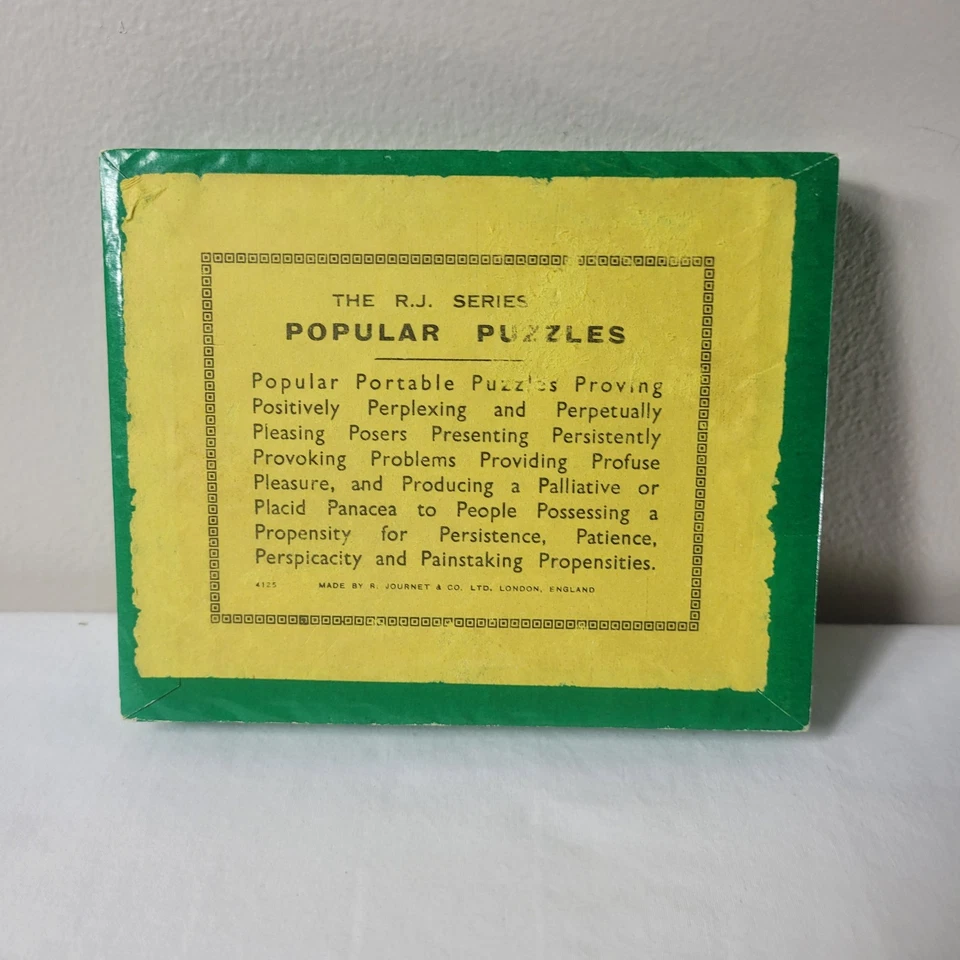 THE R.J. SERIES
POPULAR PUZZLES
Popular Portable Puzzles Proving
Positively Perplexing and Perpetually
Pleasing Posers Presenting Persistently
Provoking Problems Providing Profuse
Pleasure, and Producing a Palliative or
Placid Panacea to People Possessing a
Propensity for Persistence, Patience,
Perspicacity and Painstaking Propensities.
4125 MADE BY R. JOURNET & CO. LTD, LONDON, ENGLAND